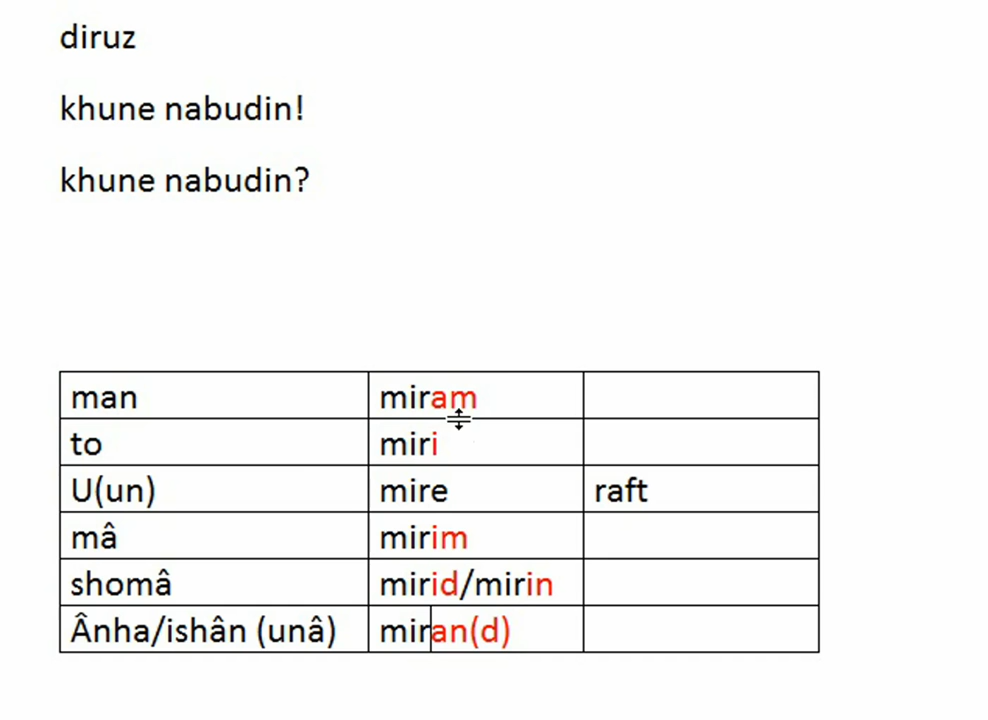 diruz
khune nabudin!
khune nabudin?
man miram
to miri
U(un) mire raft
mâ mirim
shomâ mirid/mirin
Ânha/ishân (unâ) miran(d)